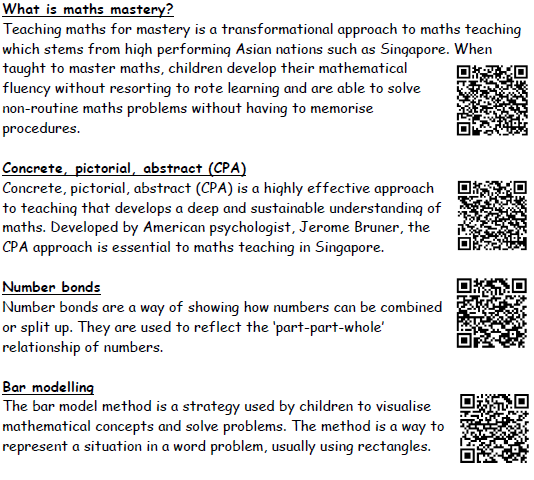 What is maths mastery?
Teaching maths for mastery is a transformational approach to maths teaching
which stems from high performing Asian nations such as Singapore. When
taught to master maths, children develop their mathematical
fluency without resorting to rote learning and are able to solve
non-routine maths problems without having to memorise
procedures.
Concrete, pictorial, abstract (CPA)
Concrete, pictorial, abstract (CPA) is a highly effective approach
to teaching that develops a deep and sustainable understanding of
maths. Developed by American psychologist, Jerome Bruner, the
CPA approach is essential to maths teaching in Singapore.
Number bonds
Number bonds are a way of showing how numbers can be combined
or split up. They are used to reflect the ‘part-part-whole’
relationship of numbers.
Bar modelling
The bar model method is a strategy used by children to visualise
mathematical concepts and solve problems. The method is a way to
represent a situation in a word problem, usually using rectangles.